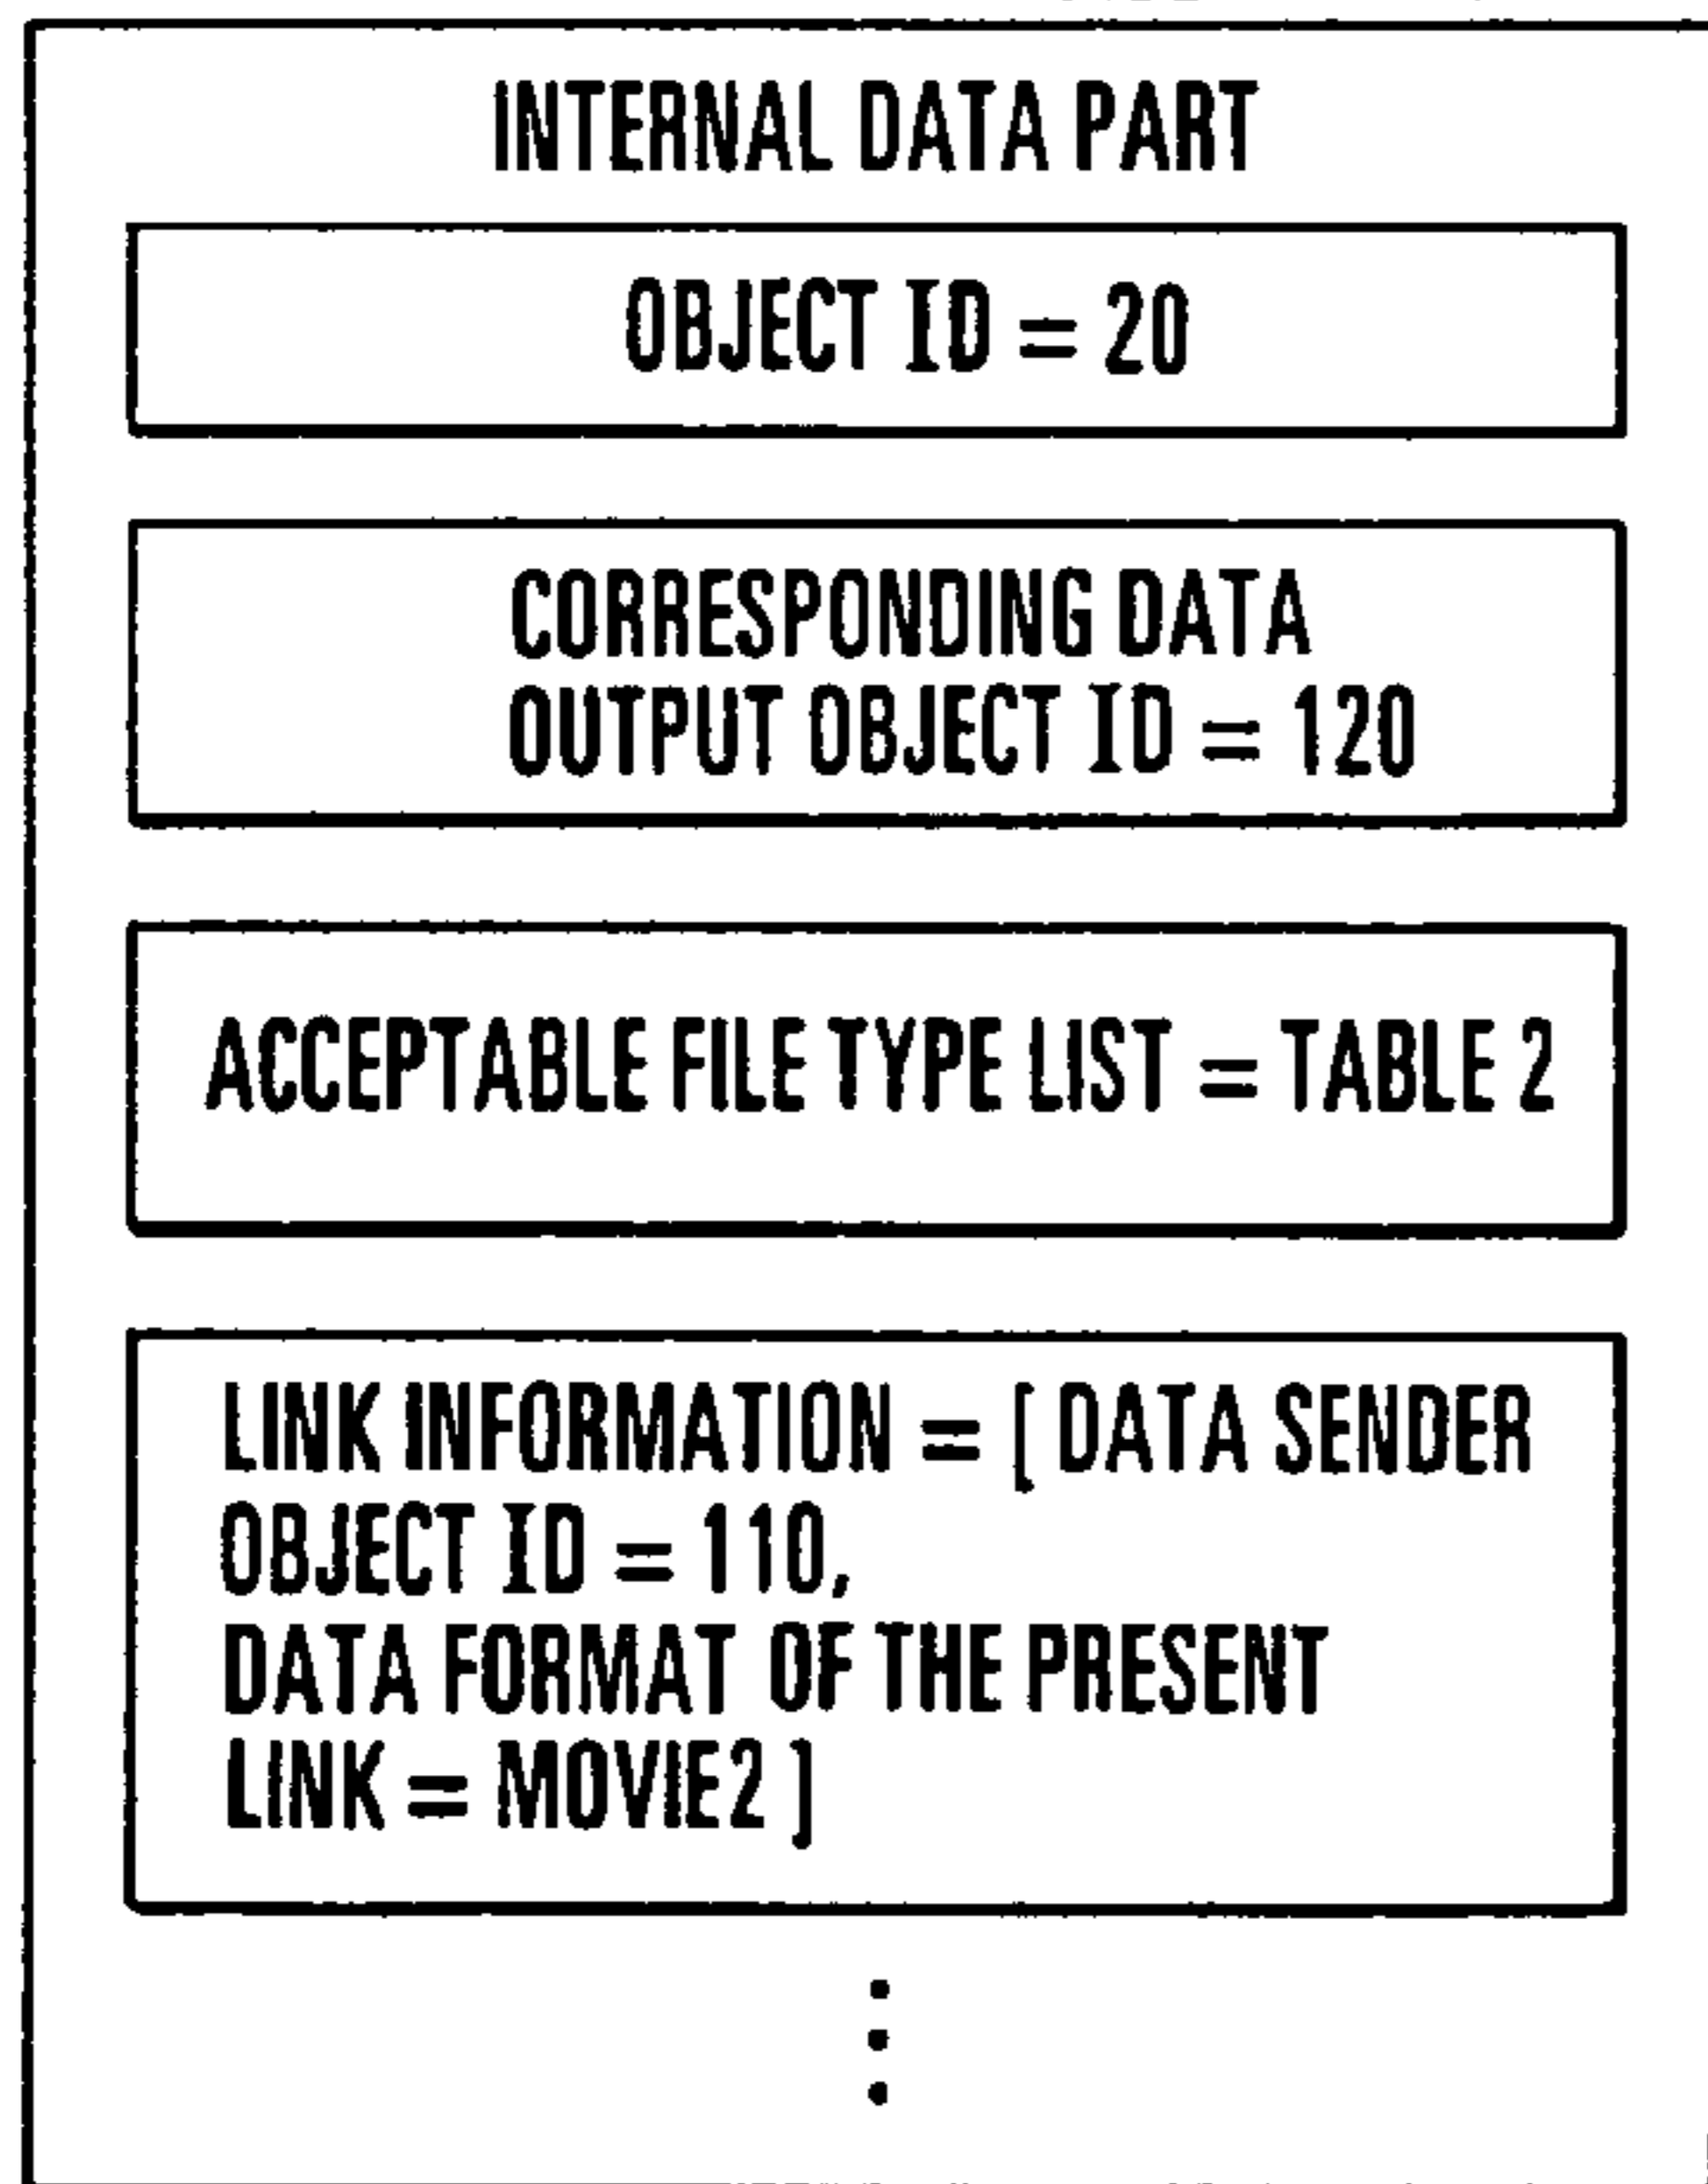 INTERNAL DATA PART
OBJECT ID = 20
CORRESPONDING DATA
OUTPUT OBJECT ID = 120
ACCEPTABLE FILE TYPE LIST = TABLE 2
LINK INFORMATION = [ DATA SENDER
OBJECT ID = 110,
DATA FORMAT OF THE PRESENT
LINK = MOVIE2 ]